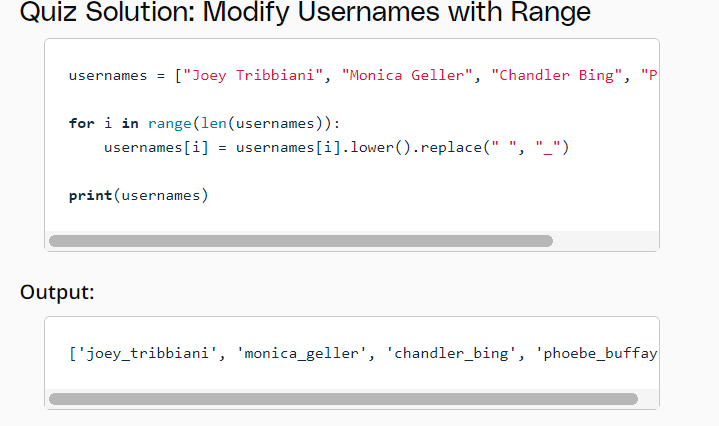 Quiz Solution: Modify Usernames with Range
usernames = ["Joey Tribbiani", "Monica Geller", "Chandler Bing", "P
for i in range(len(usernames)):
    usernames[i] = usernames[i].lower().replace(" ", "_")
print(usernames)
Output:
['joey_tribbiani', 'monica_geller', 'chandler_bing', 'phoebe_buffay